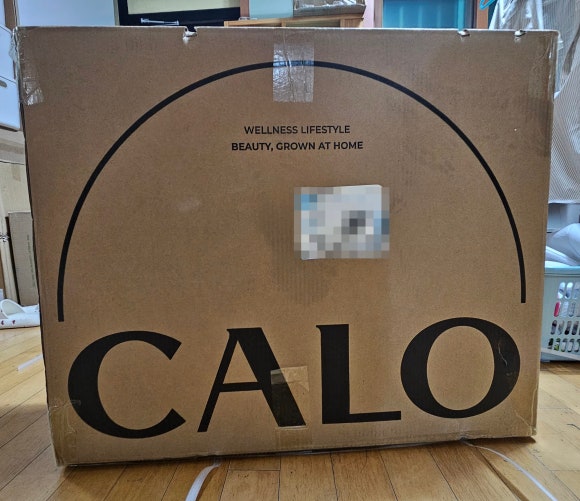 WELLNESS LIFESTYLE
BEAUTY, GROWN AT HOME
CALO